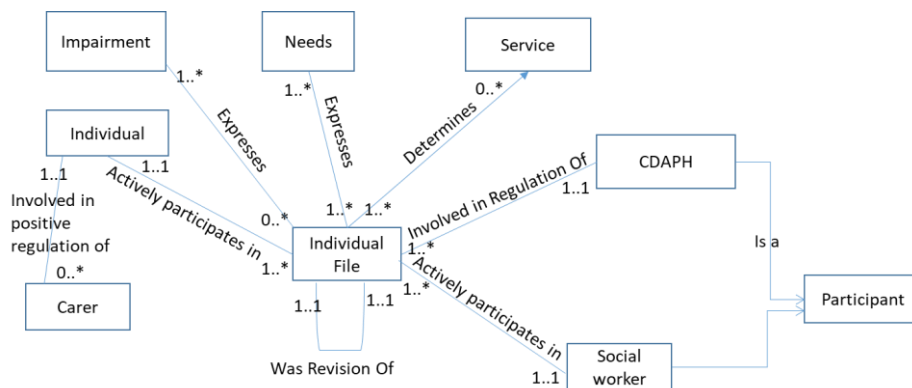 Impairment
Needs
Service
1..*
1..*
0..*
Expresses
Expresses
Determines
Individual
CDAPH
1..1
1..1
Actively participates in
Involved in Regulation Of
1..1
Involved in
positive
regulation of
0..*
1..*
1..*
Individual
File
1..*
1..*
1..*
Actively participates in
Is a
0..*
Carer
1..1
1..1
Participant
Was Revision Of
1..1
Social
worker